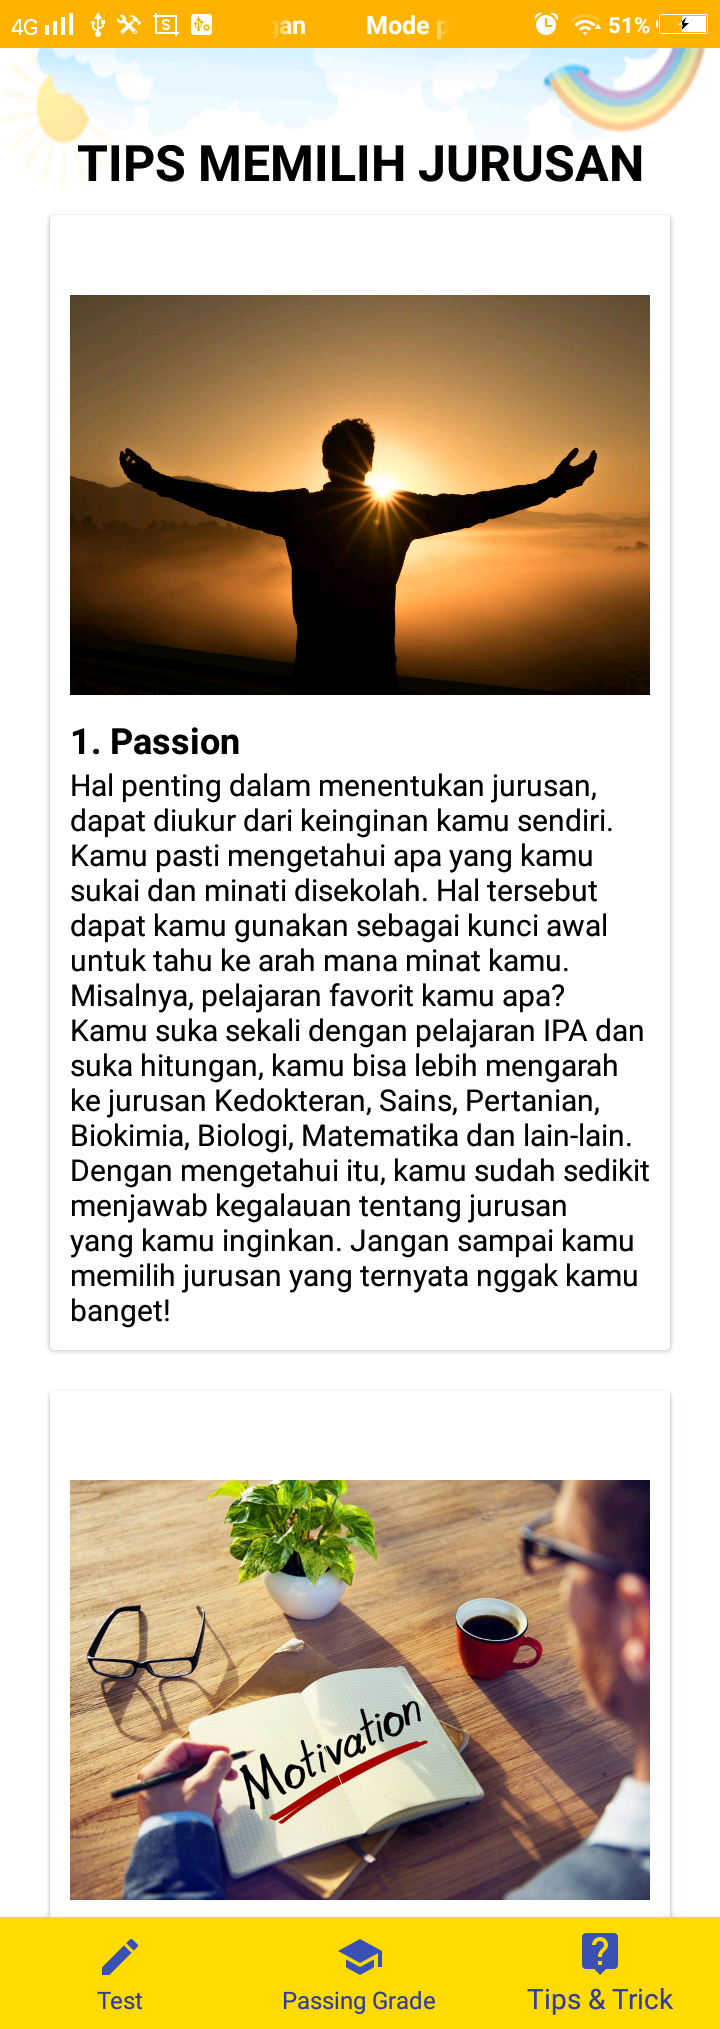 4G
Mode
51%
TIPS MEMILIH JURUSAN
1. Passion
Hal penting dalam menentukan jurusan,
dapat diukur dari keinginan kamu sendiri.
Kamu pasti mengetahui apa yang kamu
sukai dan minati disekolah. Hal tersebut
dapat kamu gunakan sebagai kunci awal
untuk tahu ke arah mana minat kamu.
Misalnya, pelajaran favorit kamu apa?
Kamu suka sekali dengan pelajaran IPA dan
suka hitungan, kamu bisa lebih mengarah
ke jurusan Kedokteran, Sains, Pertanian,
Biokimia, Biologi, Matematika dan lain-lain.
Dengan mengetahui itu, kamu sudah sedikit
menjawab kegalauan tentang jurusan
yang kamu inginkan. Jangan sampai kamu
memilih jurusan yang ternyata nggak kamu
banget!
Motivation
Test
Passing Grade
Tips & Trick